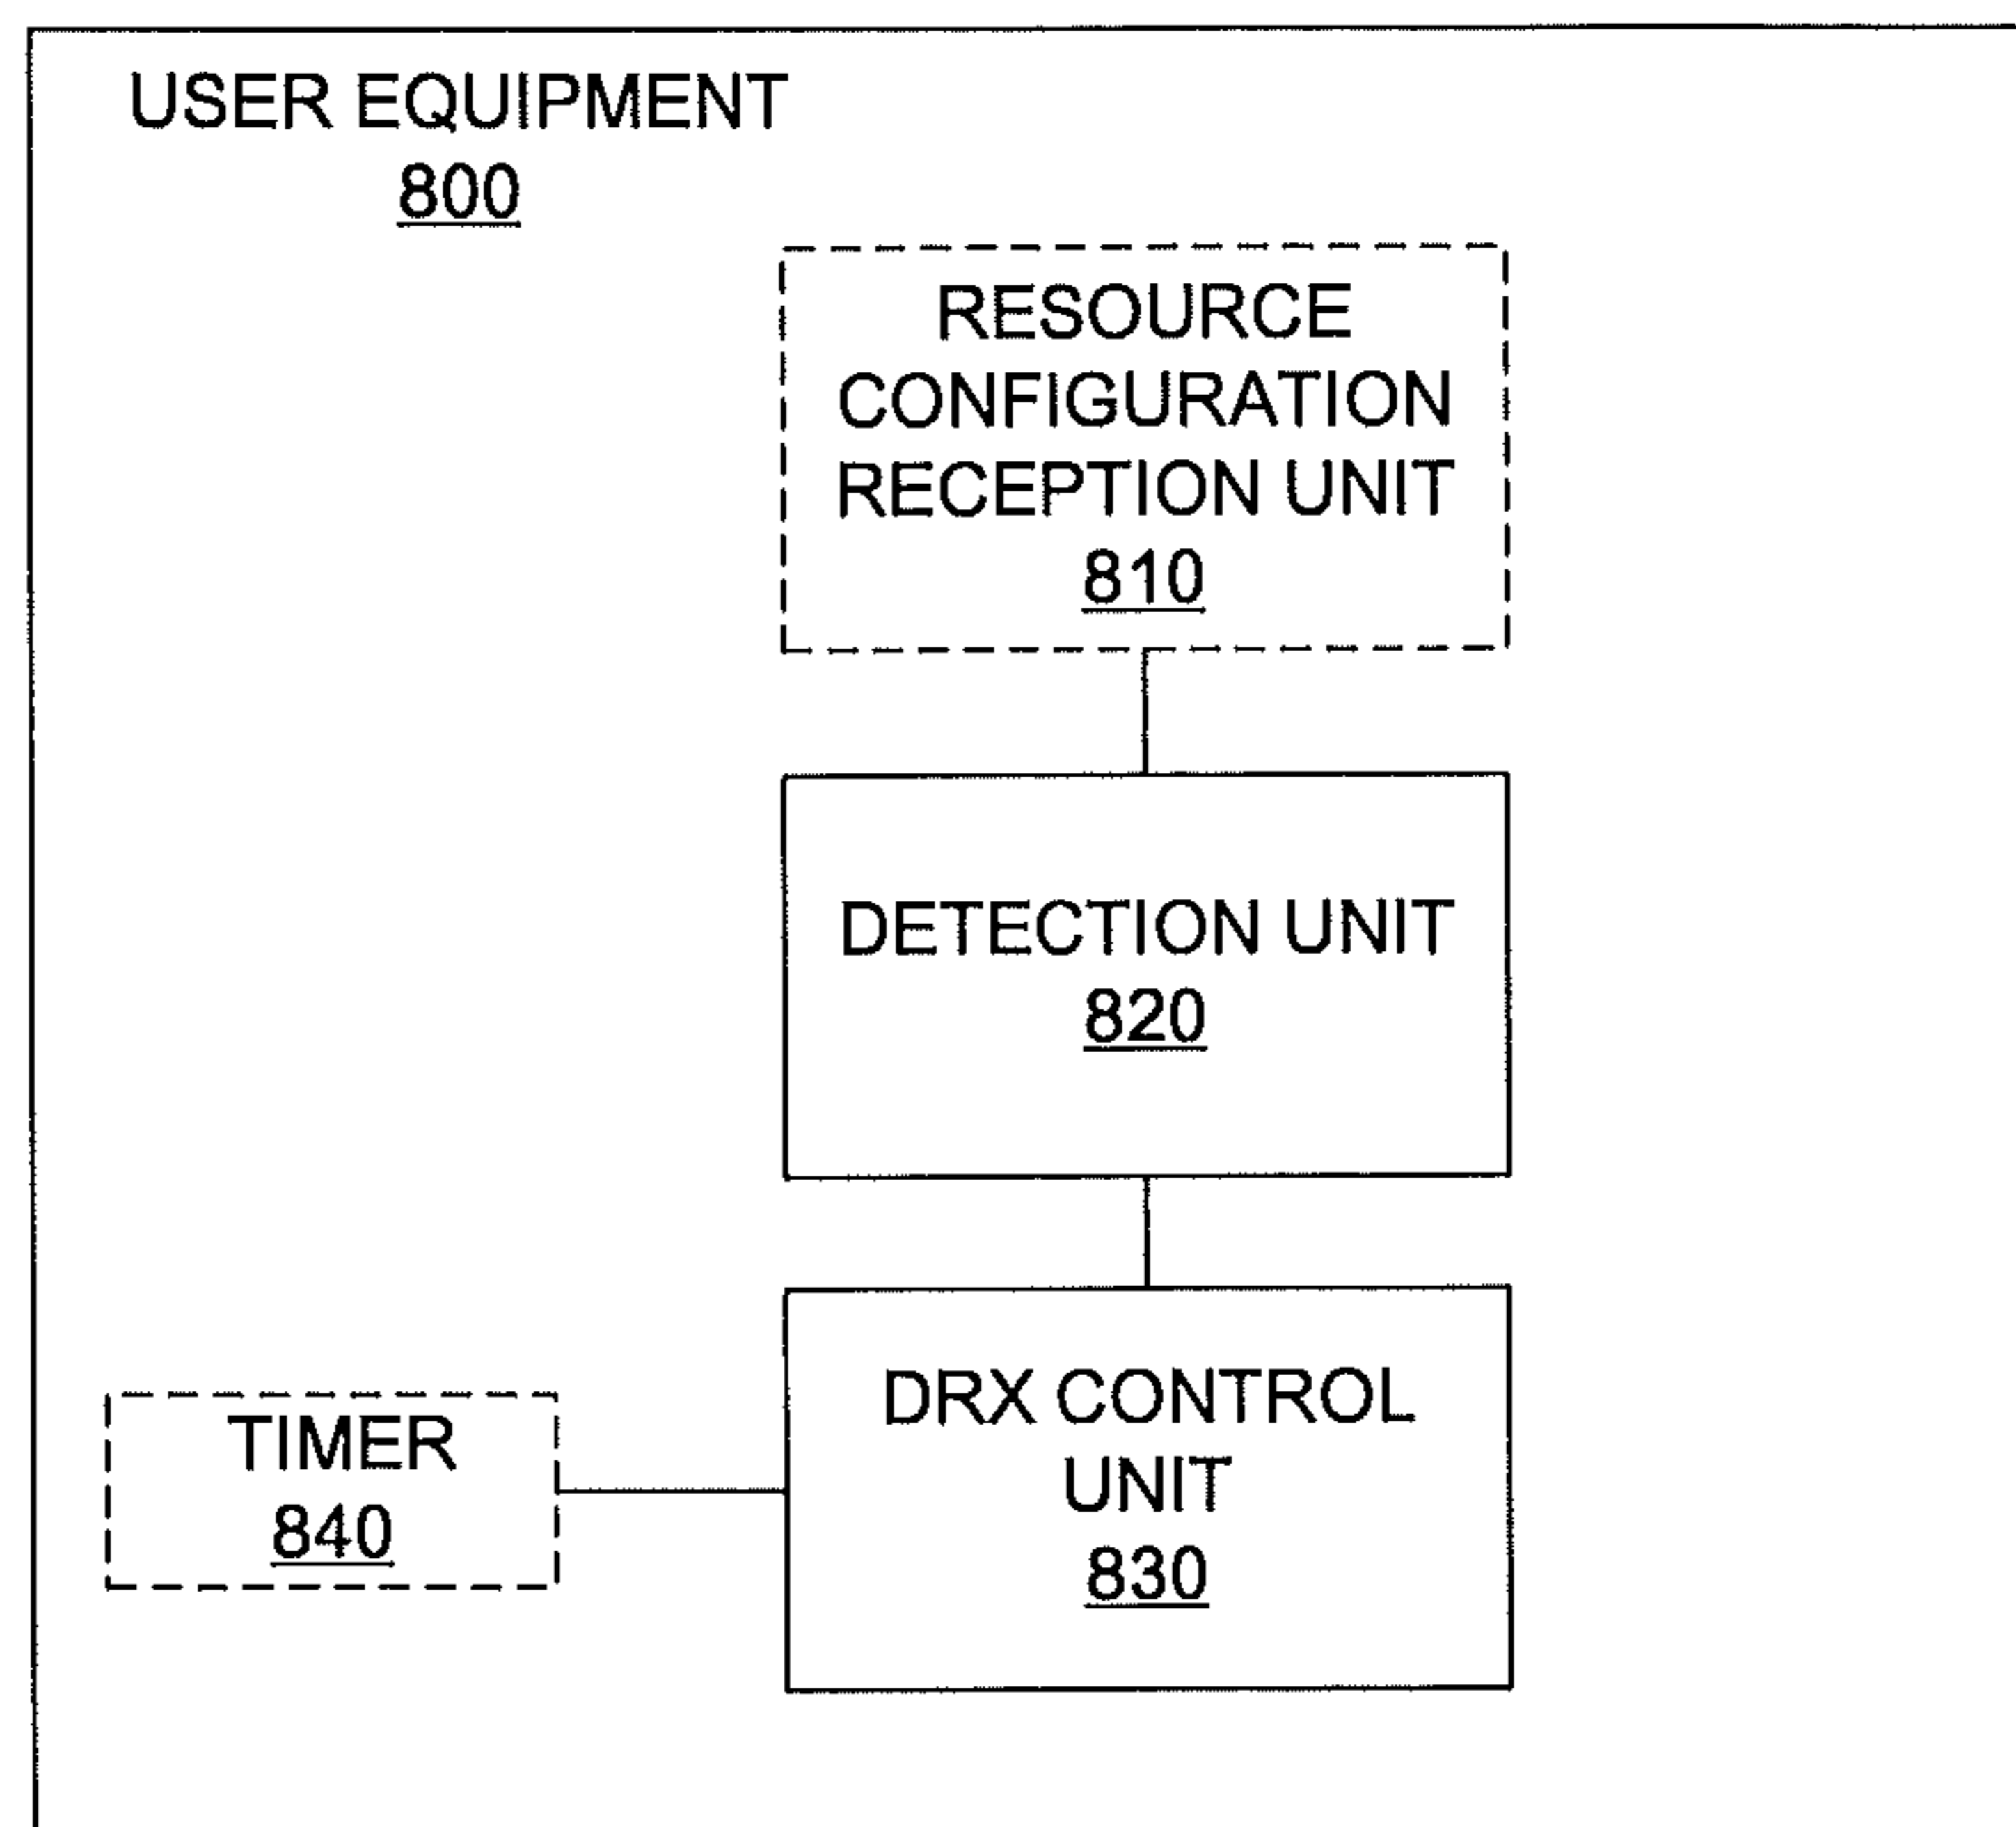 USER EQUIPMENT
800
RESOURCE
CONFIGURATION
RECEPTION UNIT
810
DETECTION UNIT
820
DRX CONTROL
UNIT
830
TIMER
840